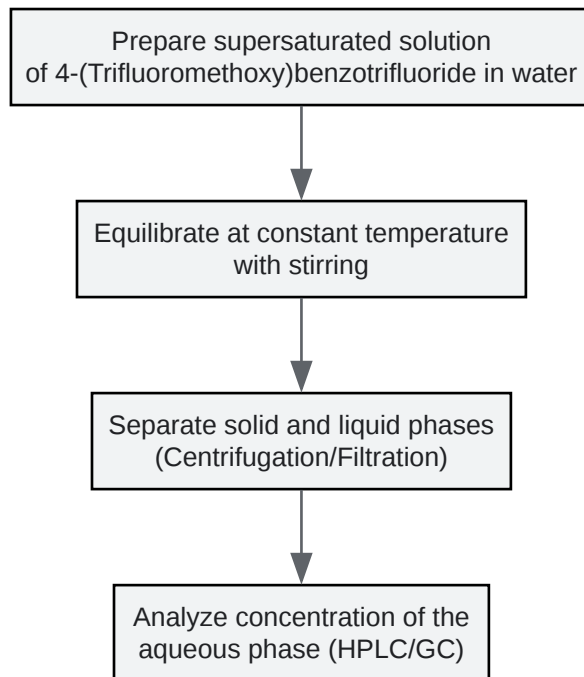 Prepare supersaturated solution
of 4-(Trifluoromethoxy)benzotrifluoride in water
Equilibrate at constant temperature
with stirring
Separate solid and liquid phases
(Centrifugation/Filtration)
Analyze concentration of the
aqueous phase (HPLC/GC)